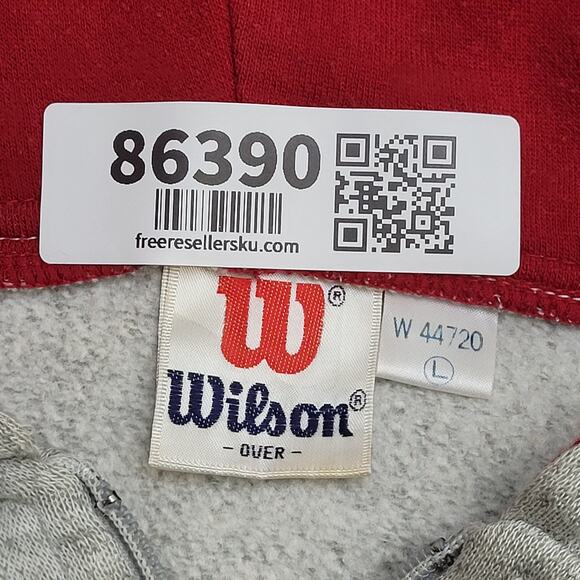 86390
freeresellersku.com
W®
Wilson®
- OVER -
W 44720
L